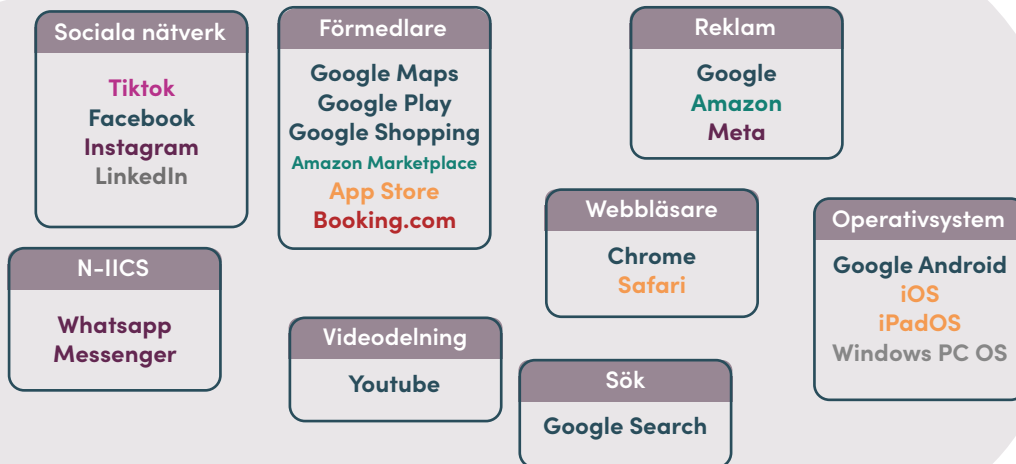 Sociala nätverk
Tiktok
Facebook
Instagram
LinkedIn
Förmedlare
Google Maps
Google Play
Google Shopping
Amazon Marketplace
App Store
Booking.com
Reklam
Google
Amazon
Meta
Webbläsare
Chrome
Safari
Operativsystem
Google Android
iOS
iPadOS
Windows PC OS
N-IICS
Whatsapp
Messenger
Videodelning
Youtube
Sök
Google Search